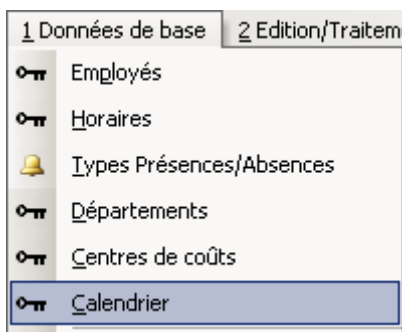 1 Données de base 2 Edition/Traitem
Employés
Horaires
Types Présences/Absences
Départements
Centres de coûts
Calendrier